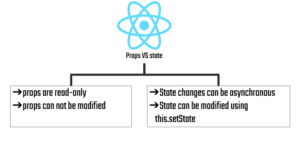 Props VS state
→props are read-only
→props can not be modified
→State changes can be asynchronous
→State can be modified using
this.setState